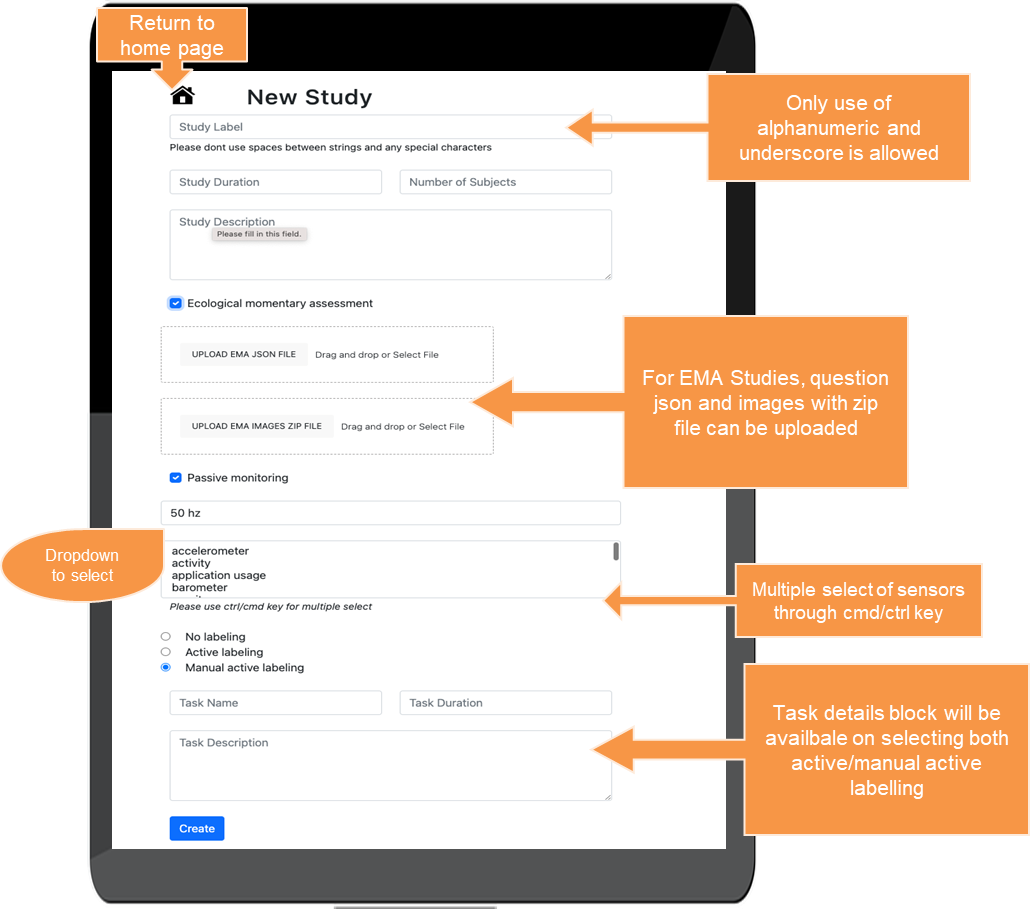 Return to
home page
New Study
Study Label
Please dont use spaces between strings and any special characters
Only use of
alphanumeric and
underscore is allowed
Study Duration
Number of Subjects
Study Description
Please fill in this field.
Ecological momentary assessment
UPLOAD EMA JSON FILE
Drag and drop or Select File
UPLOAD EMA IMAGES ZIP FILE
Drag and drop or Select File
For EMA Studies, question
json and images with zip
file can be uploaded
Passive monitoring
50 hz
Dropdown
to select
accelerometer
activity
application usage
barometer
Please use ctrl/cmd key for multiple select
Multiple select of sensors
through cmd/ctrl key
No labeling
Active labeling
Manual active labeling
Task Name
Task Duration
Task Description
Task details block will be
availbale on selecting both
active/manual active
labelling
Create